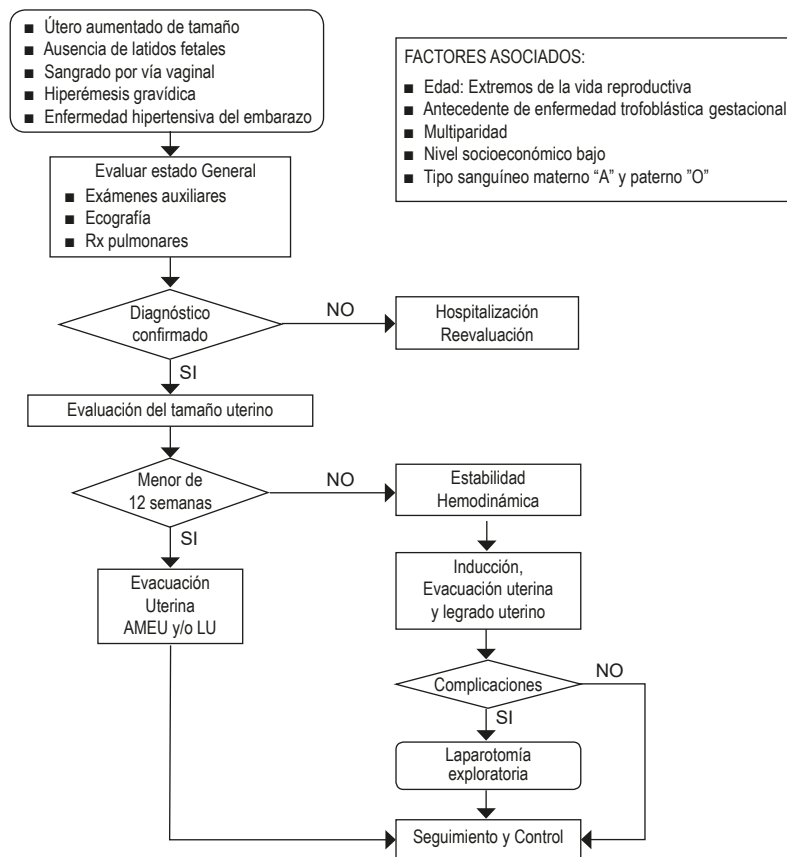 ■ Útero aumentado de tamaño
■ Ausencia de latidos fetales
■ Sangrado por vía vaginal
■ Hiperémesis gravídica
■ Enfermedad hipertensiva del embarazo
FACTORES ASOCIADOS:
■ Edad: Extremos de la vida reproductiva
■ Antecedente de enfermedad trofoblástica gestacional
■ Multiparidad
■ Nivel socioeconómico bajo
■ Tipo sanguíneo materno “A” y paterno ”O”
Evaluar estado General
■ Exámenes auxiliares
■ Ecografía
■ Rx pulmonares
Diagnóstico
confirmado
NO
Hospitalización
Reevaluación
SI
Evaluación del tamaño uterino
Menor de
12 semanas
NO
Estabilidad
Hemodinámica
SI
Evacuación
Uterina
AMEU y/o LU
Inducción,
Evacuación uterina
y legrado uterino
Complicaciones
NO
SI
Laparotomía
exploratoria
Seguimiento y Control